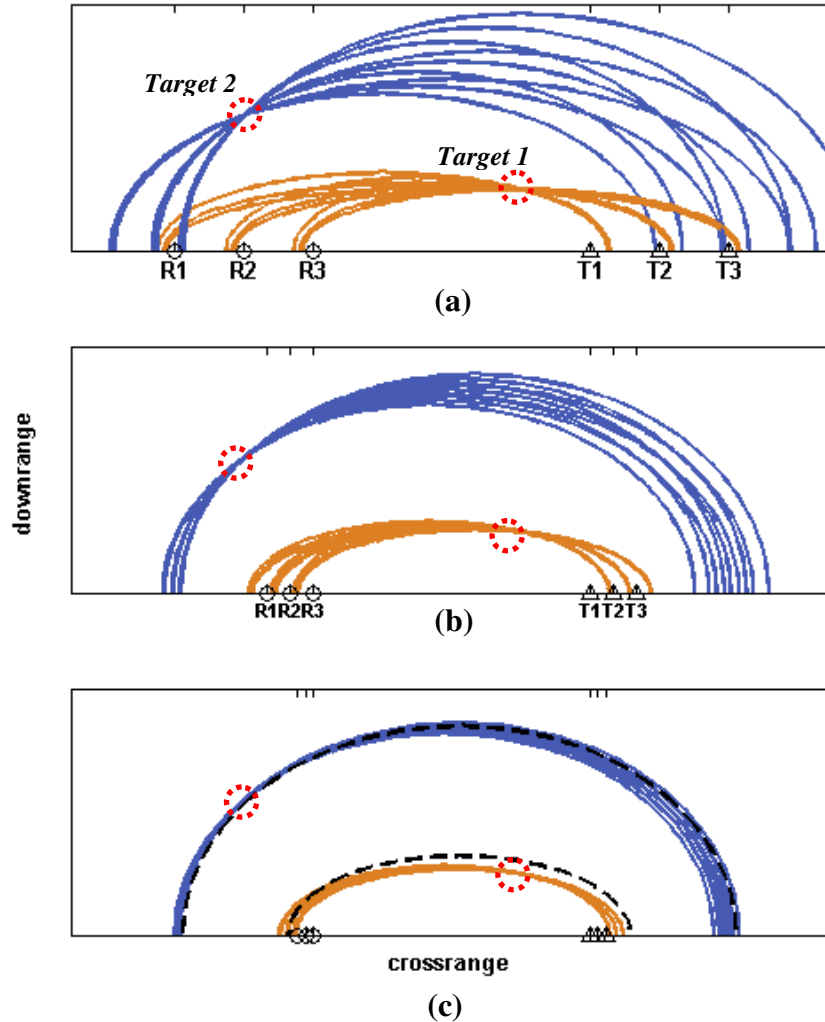 Target 2
Target 1
R1 R2 R3 T1 T2 T3
(a)
downrange
R1R2R3 T1T2T3
(b)
crossrange
(c)